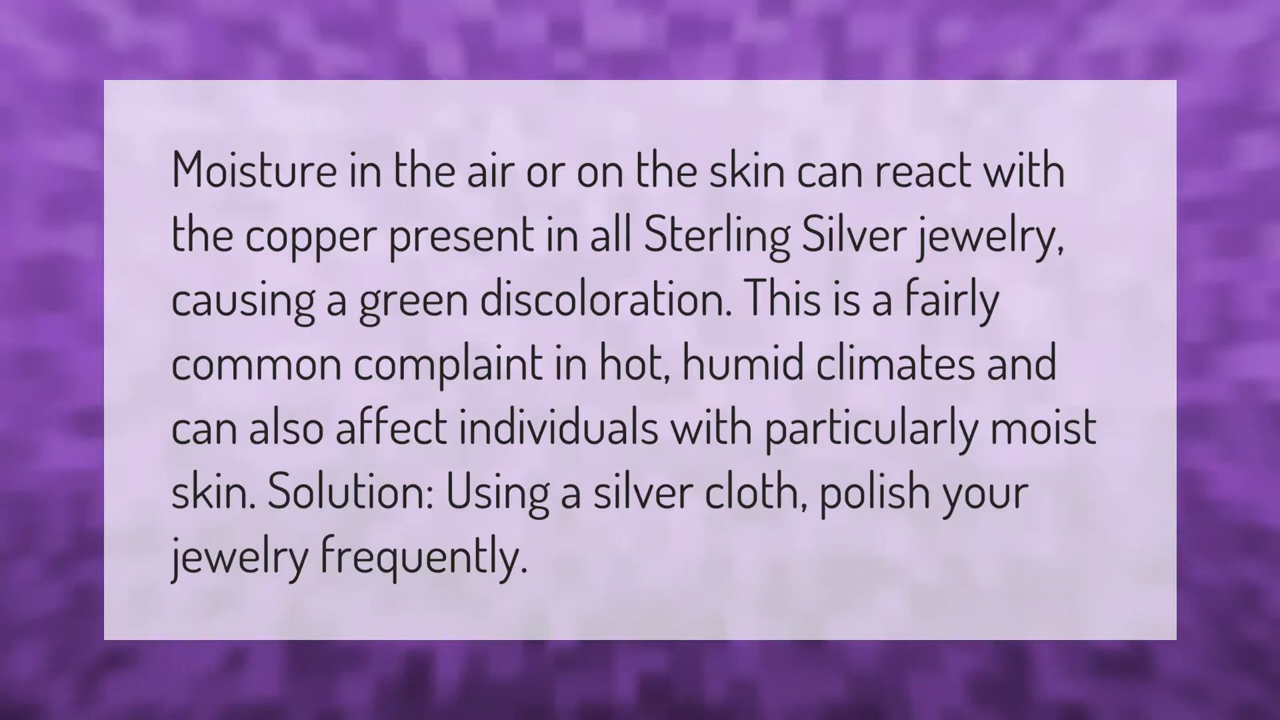 Moisture in the air or on the skin can react with
the copper present in all Sterling Silver jewelry,
causing a green discoloration. This is a fairly
common complaint in hot, humid climates and
can also affect individuals with particularly moist
skin. Solution: Using a silver cloth, polish your
jewelry frequently.